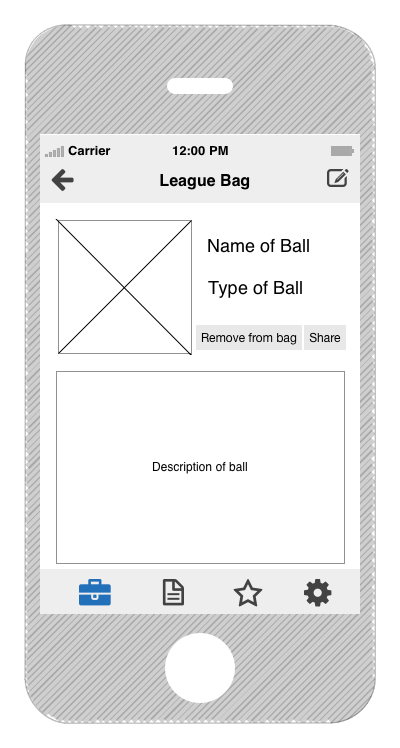 Carrier 12:00 PM
League Bag
Name of Ball
Type of Ball
Remove from bag Share
Description of ball